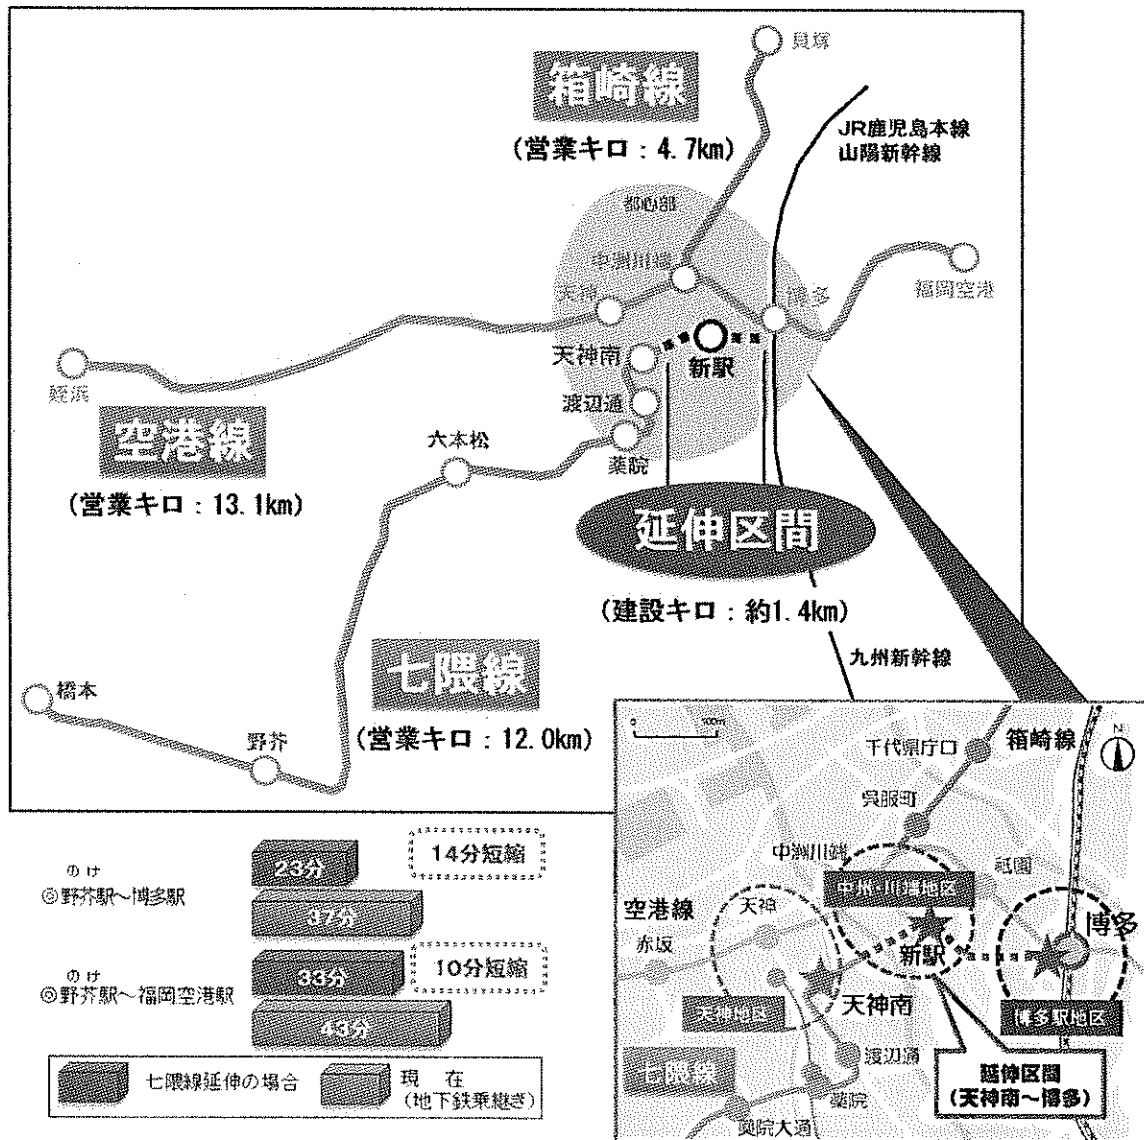 貝塚
箱崎線
(営業キロ：4.7km)
JR鹿児島本線
山陽新幹線
都心部
中洲川端
天神
博多
福岡空港
天神南
新駅
姪浜
渡辺通
空港線
六本松
薬院
(営業キロ：13.1km)
延伸区間
(建設キロ：約1.4km)
七隈線
九州新幹線
橋本
野芥
(営業キロ：12.0km)
0 400m
箱崎線
N
千代県庁口
呉服町
中洲川端
祇園
中州・川端地区
空港線
天神
博多
赤坂
新駅
天神地区
天神南
博多駅地区
渡辺通
七隈線
延伸区間
(天神南～博多)
薬院
薬院大通
23分
14分短縮
のけ
◎野芥駅～博多駅
37分
33分
10分短縮
のけ
◎野芥駅～福岡空港駅
43分
七隈線延伸の場合
現 在
(地下鉄乗継ぎ)